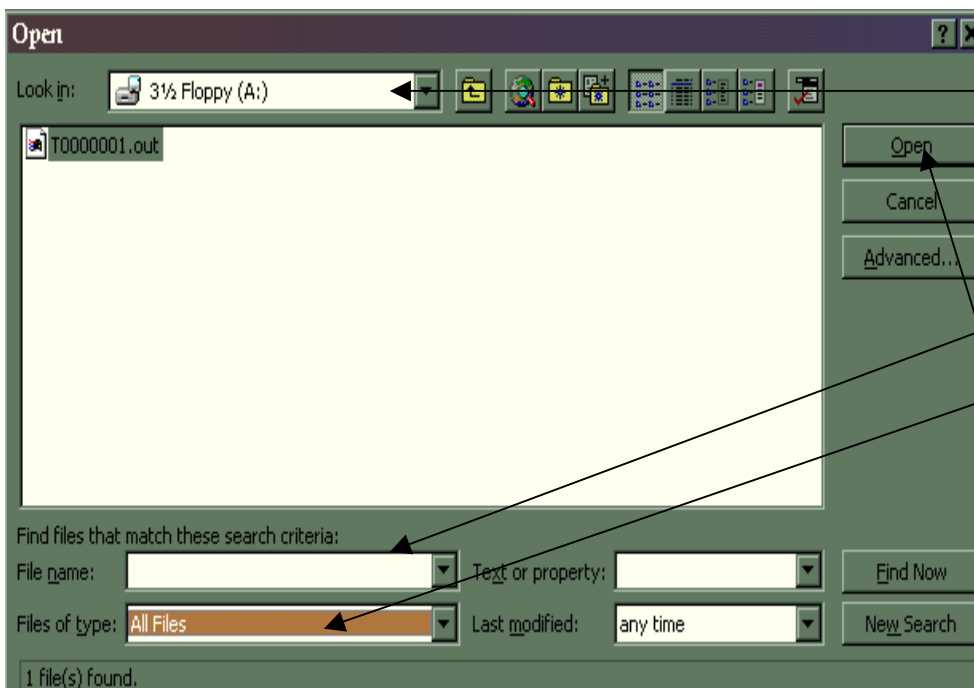 Open
Look in: 3½ Floppy (A:)
T0000001.out
Open
Cancel
Advanced...
Find files that match these search criteria:
File name: Text or property: Find Now
Files of type: All Files Last modified: any time New Search
1 file(s) found.